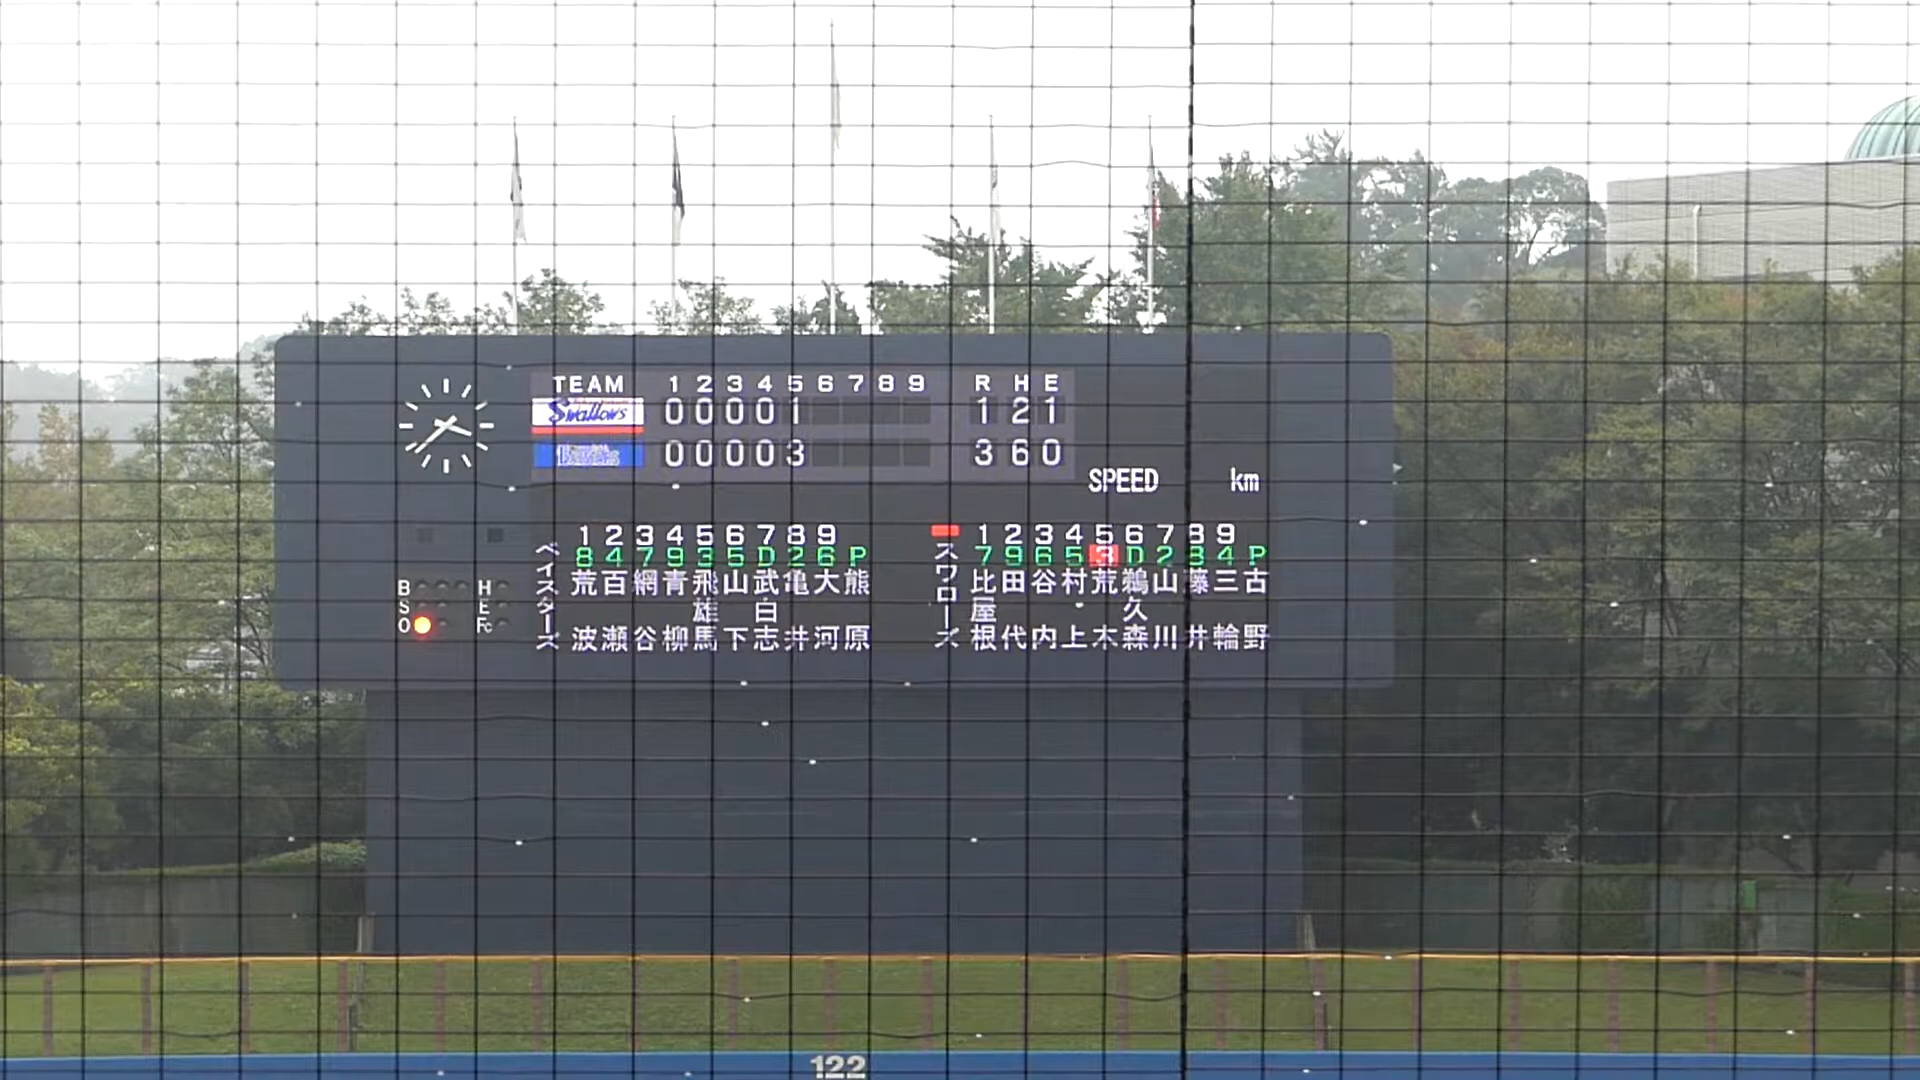 TEAM 1 2 3 4 5 6 7 8 9 R H E
Swallows 0 0 0 0 1 1 2 1
0 0 0 0 3 3 6 0
SPEED km
1 2 3 4 5 6 7 8 9
8 4 7 9 3 5 D 2 6 P
ベイスターズ
荒波
百瀬
網谷
青柳
飛雄馬
山下
武・白志
亀井
大河
熊原
1 2 3 4 5 6 7 8 9
7 9 6 5 3 D 2 8 4 P
スワローズ
比屋根
田代
谷内
村上
荒木
鵜久森
山川
藤井
三輪
古野
B H
S E
O Fc
122